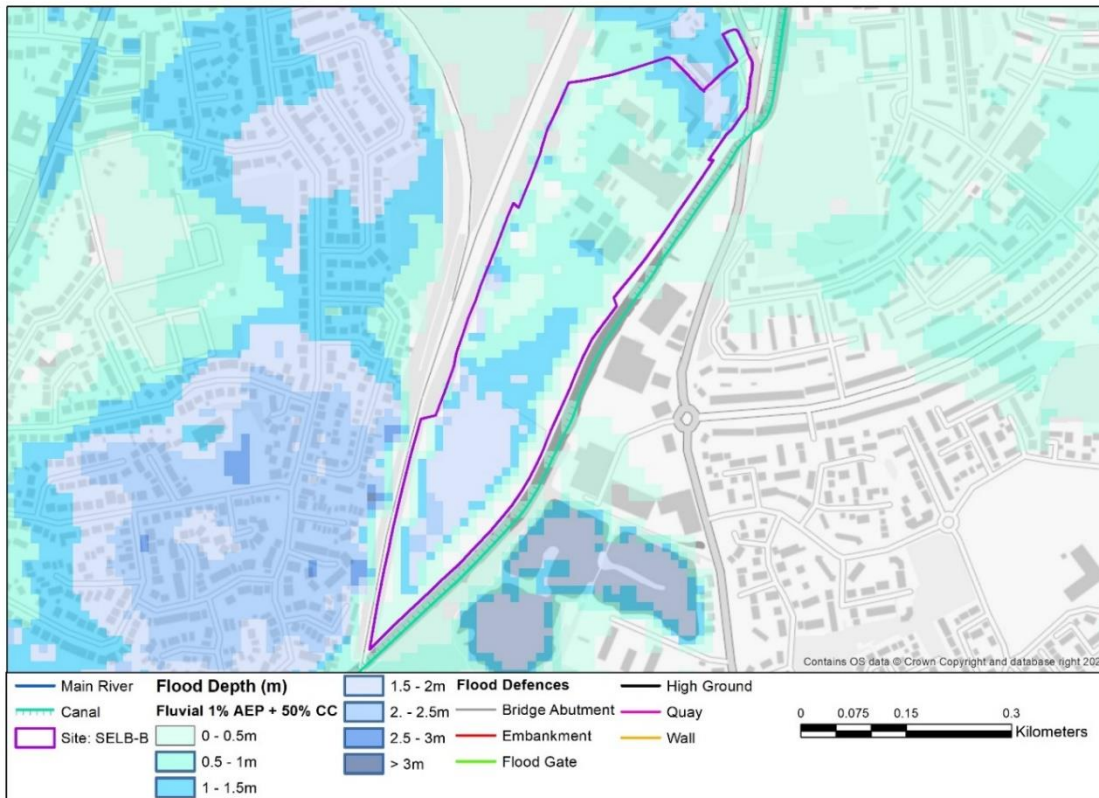 Contains OS data © Crown Copyright and database right 202
Main River
Canal
Site: SELB-B
Flood Depth (m)
Fluvial 1% AEP + 50% CC
0 - 0.5m
0.5 - 1m
1 - 1.5m
1.5 - 2m
2. - 2.5m
2.5 - 3m
> 3m
Flood Defences
Bridge Abutment
Embankment
Flood Gate
High Ground
Quay
Wall
0 0.075 0.15 0.3
Kilometers